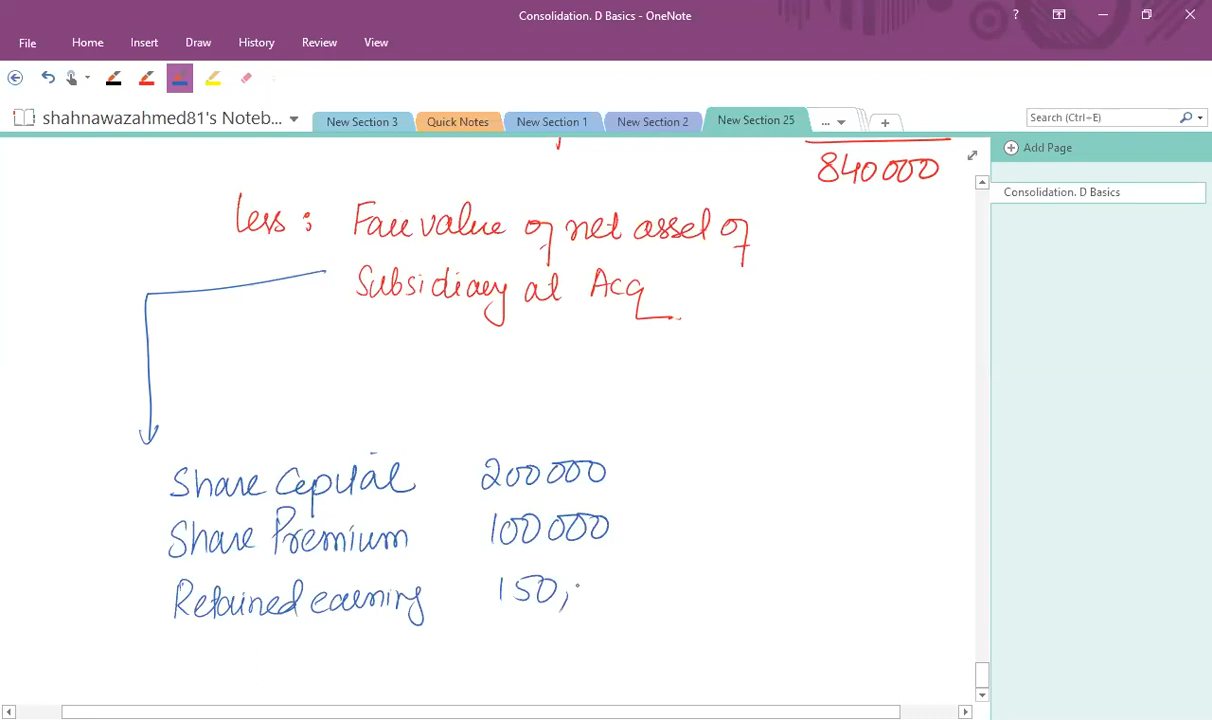 Consolidation. D Basics - OneNote
?
File Home Insert Draw History Review View
shahnawazahmed81's Noteb... New Section 3 Quick Notes New Section 1 New Section 2 New Section 25 ... + Search (Ctrl+E)
Add Page
Consolidation. D Basics
840000
less : Fair value of net asset of
Subsidiary at Acq
Share Capital 200000
Share Premium 100000
Retained earning 150,